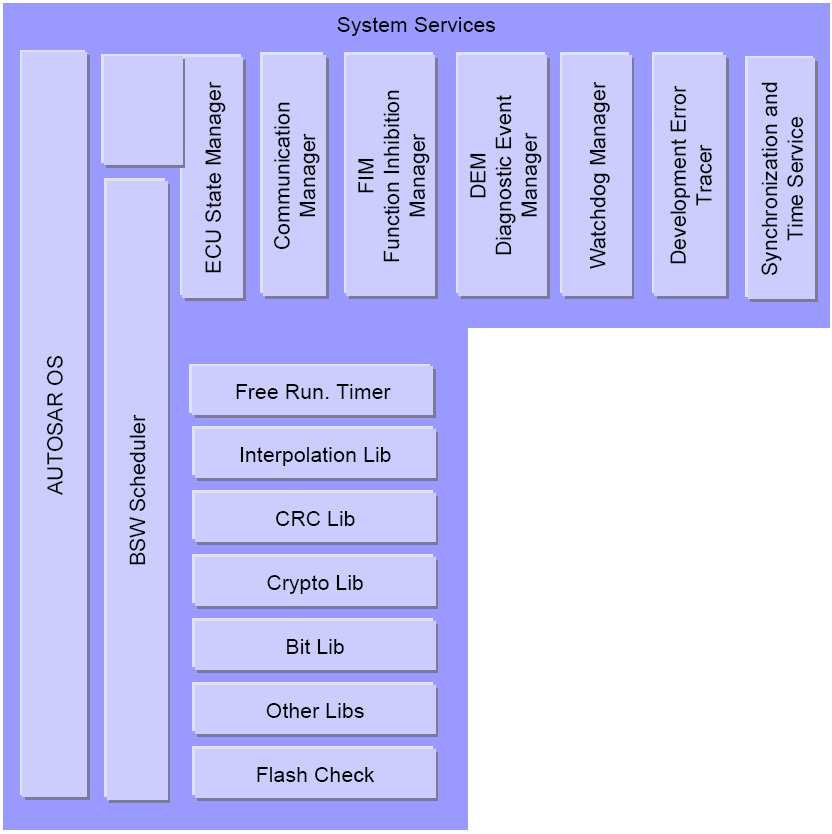 System Services
AUTOSAR OS
BSW Scheduler
ECU State Manager
Communication
Manager
FIM
Function Inhibition
Manager
DEM
Diagnostic Event
Manager
Watchdog Manager
Development Error
Tracer
Synchronization and
Time Service
Free Run. Timer
Interpolation Lib
CRC Lib
Crypto Lib
Bit Lib
Other Libs
Flash Check